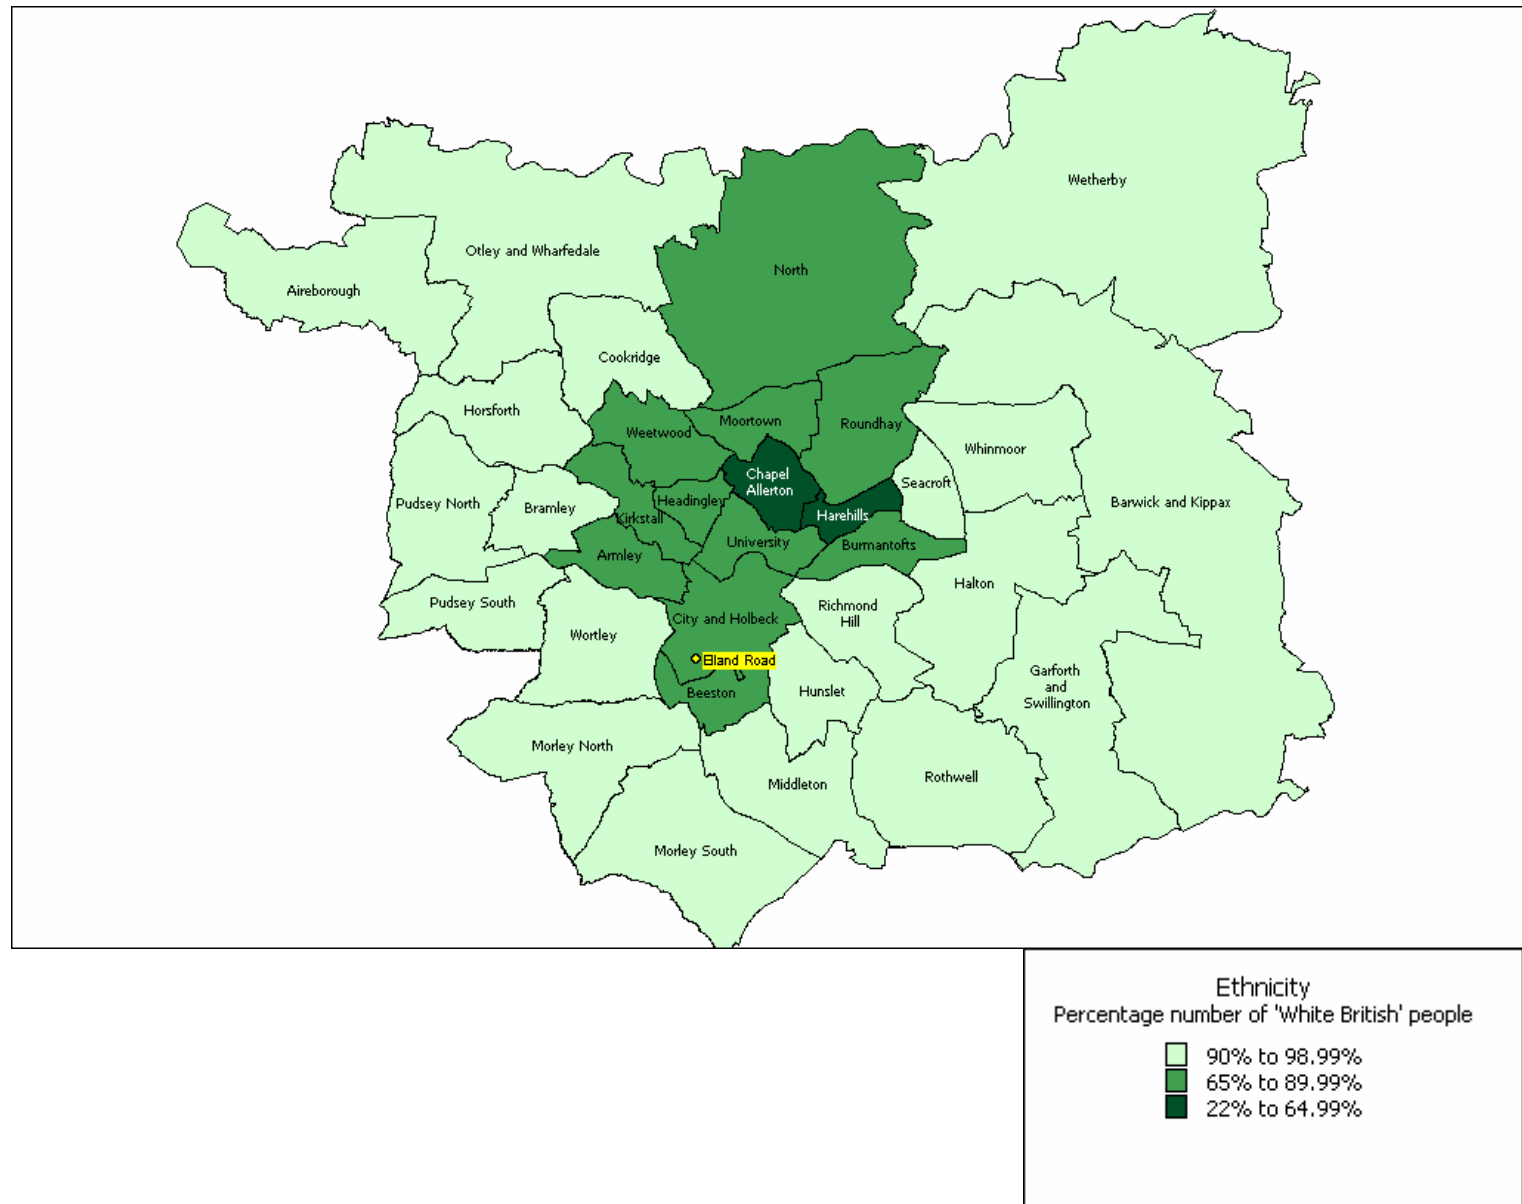 Wetherby
Otley and Wharfedale
North
Aireborough
Cookridge
Horsforth
Moortown
Roundhay
Weetwood
Whinmoor
Chapel
Allerton
Seacroft
Pudsey North
Headingley
Barwick and Kippax
Bramley
Harehills
Kirkstall
University
Burmantofts
Armley
Halton
Pudsey South
Richmond
Hill
City and Holbeck
Wortley
Elland Road
Garforth
and
Swillington
Beeston
Hunslet
Morley North
Rothwell
Middleton
Morley South
Ethnicity
Percentage number of 'White British' people
90% to 98.99%
65% to 89.99%
22% to 64.99%